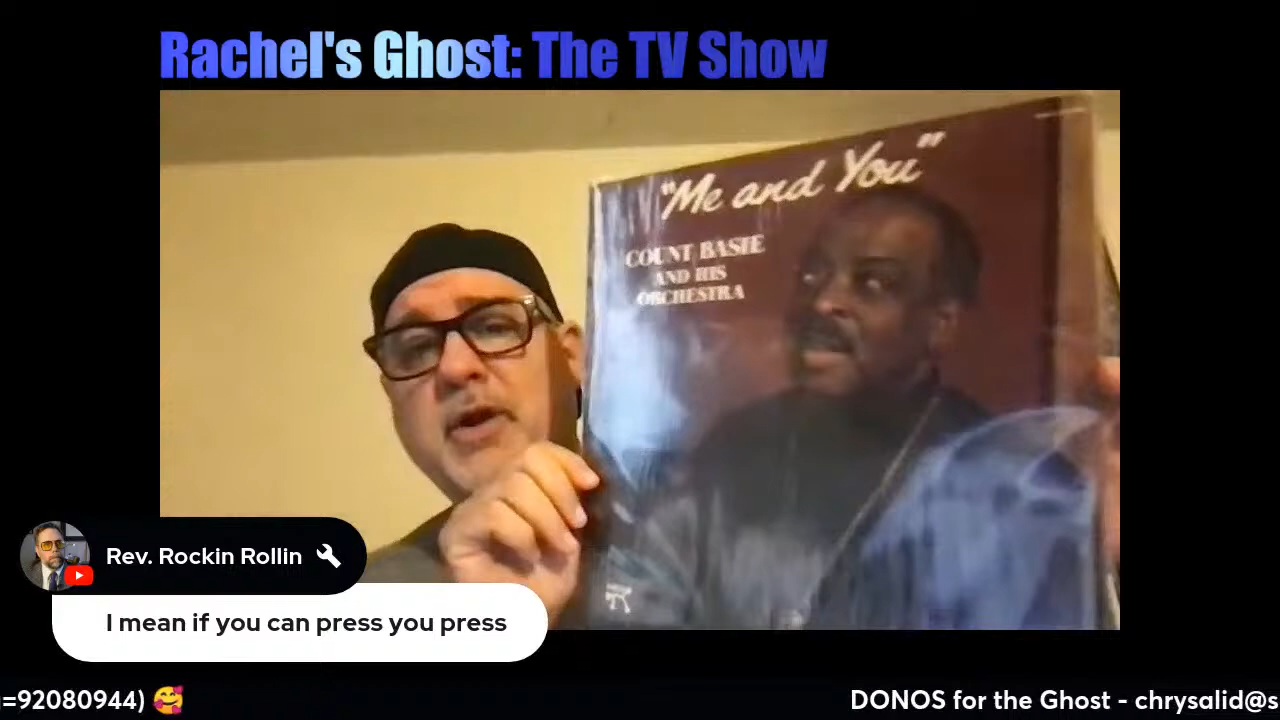 Rachel's Ghost: The TV Show
"Me and You"
COUNT BASIE
AND HIS
ORCHESTRA
Rev. Rockin Rollin
I mean if you can press you press
=92080944) 🥰
DONOS for the Ghost - chrysalid@s